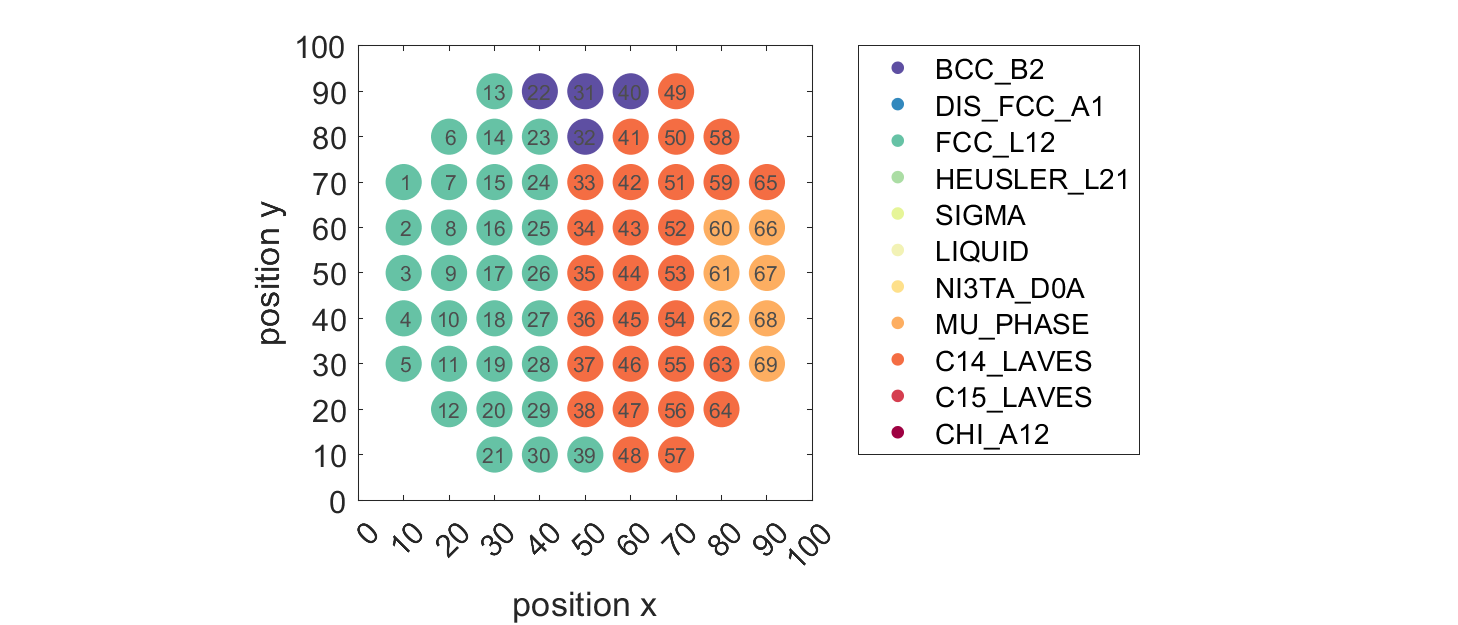 100
90
80
70
60
50
40
30
20
10
0
position y
13 22 31 40 49
6 14 23 32 41 50 58
1 7 15 24 33 42 51 59 65
2 8 16 25 34 43 52 60 66
3 9 17 26 35 44 53 61 67
4 10 18 27 36 45 54 62 68
5 11 19 28 37 46 55 63 69
12 20 29 38 47 56 64
21 30 39 48 57
0 10 20 30 40 50 60 70 80 90 100
position x
BCC_B2
DIS_FCC_A1
FCC_L12
HEUSLER_L21
SIGMA
LIQUID
NI3TA_D0A
MU_PHASE
C14_LAVES
C15_LAVES
CHI_A12